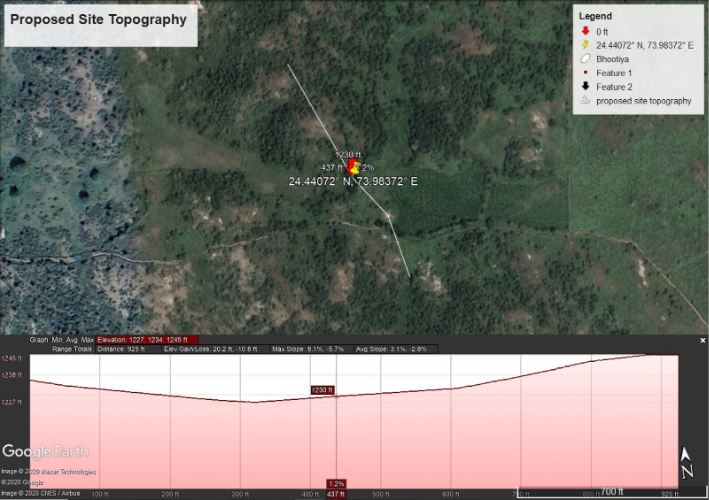 Proposed Site Topography
Legend
0 ft
24.44072° N, 73.98372° E
Bhootiya
Feature 1
Feature 2
proposed site topography
1230 ft
437 ft 2%
24.44072° N, 73.98372° E
Graph: Min, Avg, Max Elevation: 1227, 1234, 1245 ft
Range Totals: Distance: 925 ft Elev Gain/Loss: 20.2 ft, -10.8 ft Max Slope: 9.1%, -5.7% Avg Slope: 3.1%, -2.8%
1245 ft
1238 ft
1227 ft
1230 ft
Google Earth
Image © 2020 Maxar Technologies
© 2020 Google
Image © 2020 CNES / Airbus
100 ft 200 ft 300 ft 400 ft 1.2% 437 ft 500 ft 600 ft 700 ft 800 ft 925 ft
700 ft
N